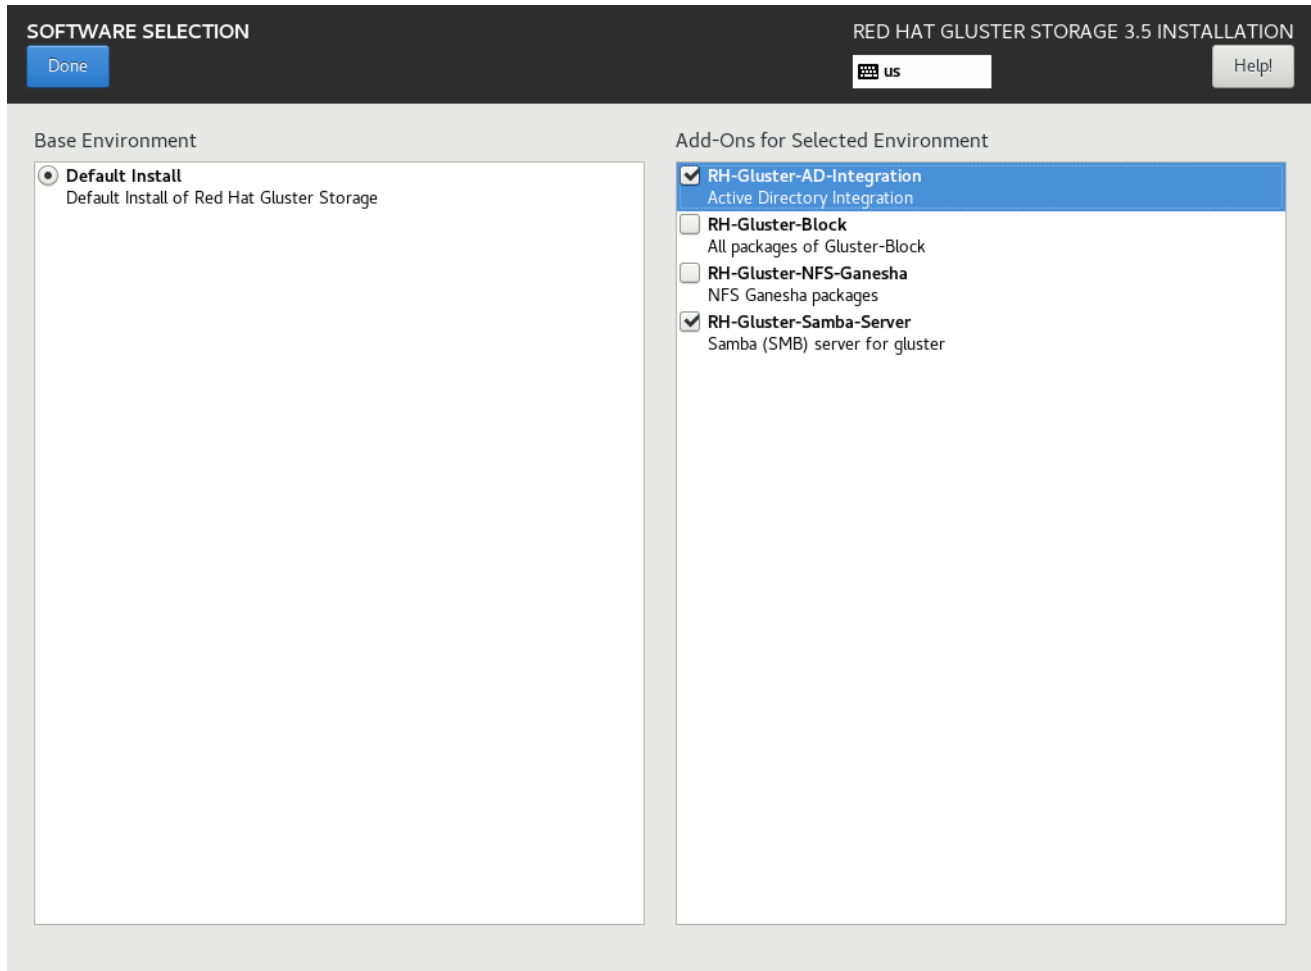 SOFTWARE SELECTION
RED HAT GLUSTER STORAGE 3.5 INSTALLATION
Done
us
Help!
Base Environment
Default Install
Default Install of Red Hat Gluster Storage
Add-Ons for Selected Environment
RH-Gluster-AD-Integration
Active Directory Integration
RH-Gluster-Block
All packages of Gluster-Block
RH-Gluster-NFS-Ganesha
NFS Ganesha packages
RH-Gluster-Samba-Server
Samba (SMB) server for gluster